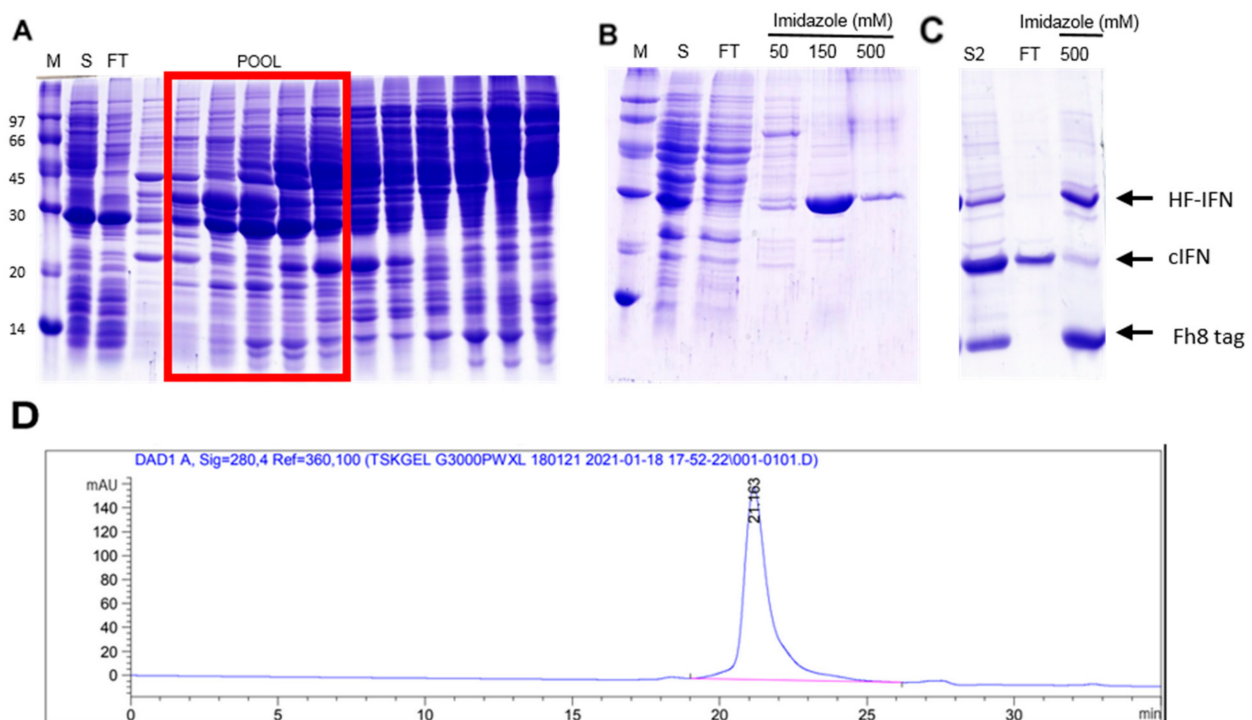 A
M S FT POOL
97
66
45
30
20
14
B
Imidazole (mM)
M S FT 50 150 500
C
Imidazole (mM)
S2 FT 500
HF-IFN
cIFN
Fh8 tag
D
DAD1 A, Sig=280,4 Ref=360,100 (TSKGEL G3000PWXL 180121 2021-01-18 17-52-22\001-0101.D)
mAU
140
120
100
80
60
40
20
0
21.163
0 5 10 15 20 25 30 min